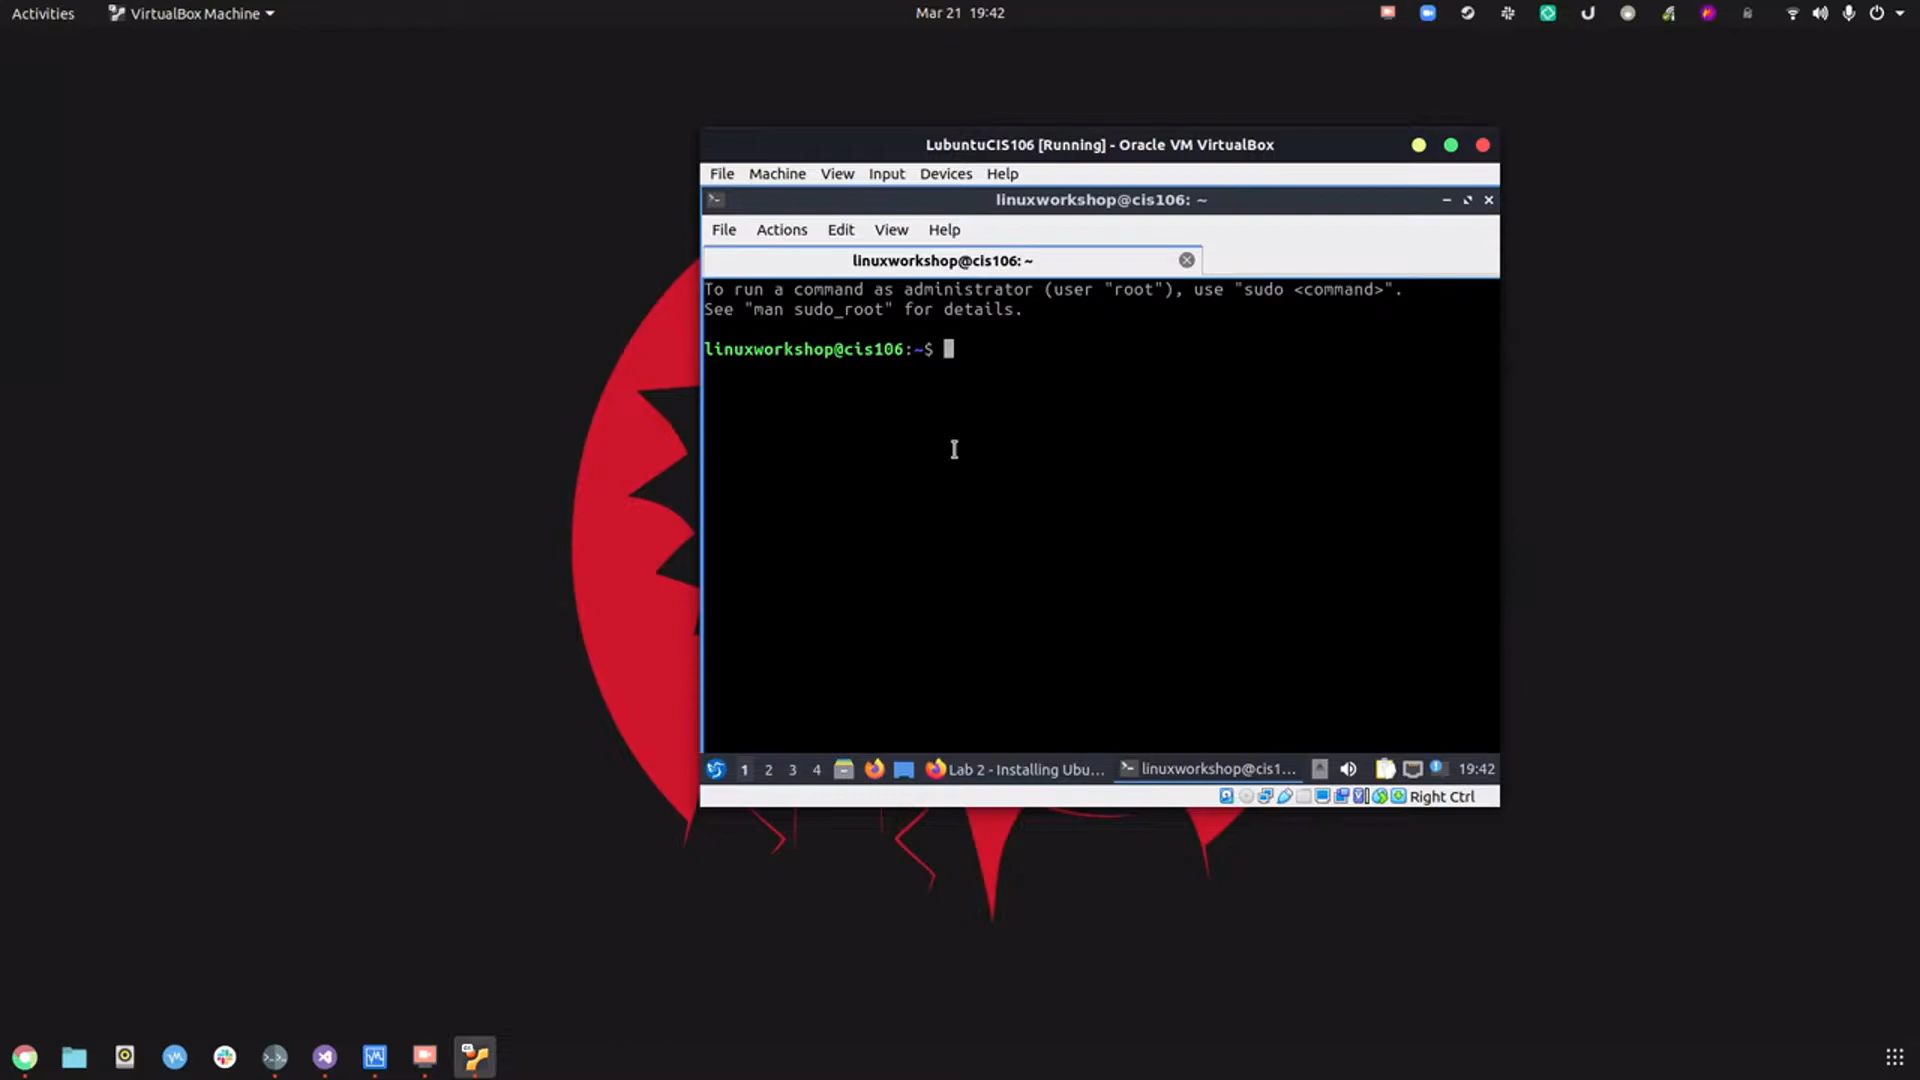 Activities
VirtualBox Machine
Mar 21 19:42
LubuntuCIS106 [Running] - Oracle VM VirtualBox
File Machine View Input Devices Help
linuxworkshop@cis106: ~
File Actions Edit View Help
linuxworkshop@cis106: ~
To run a command as administrator (user "root"), use "sudo <command>".
See "man sudo_root" for details.
linuxworkshop@cis106:~$
1 2 3 4 Lab 2 - Installing Ubu... linuxworkshop@cis1... 19:42
Right Ctrl